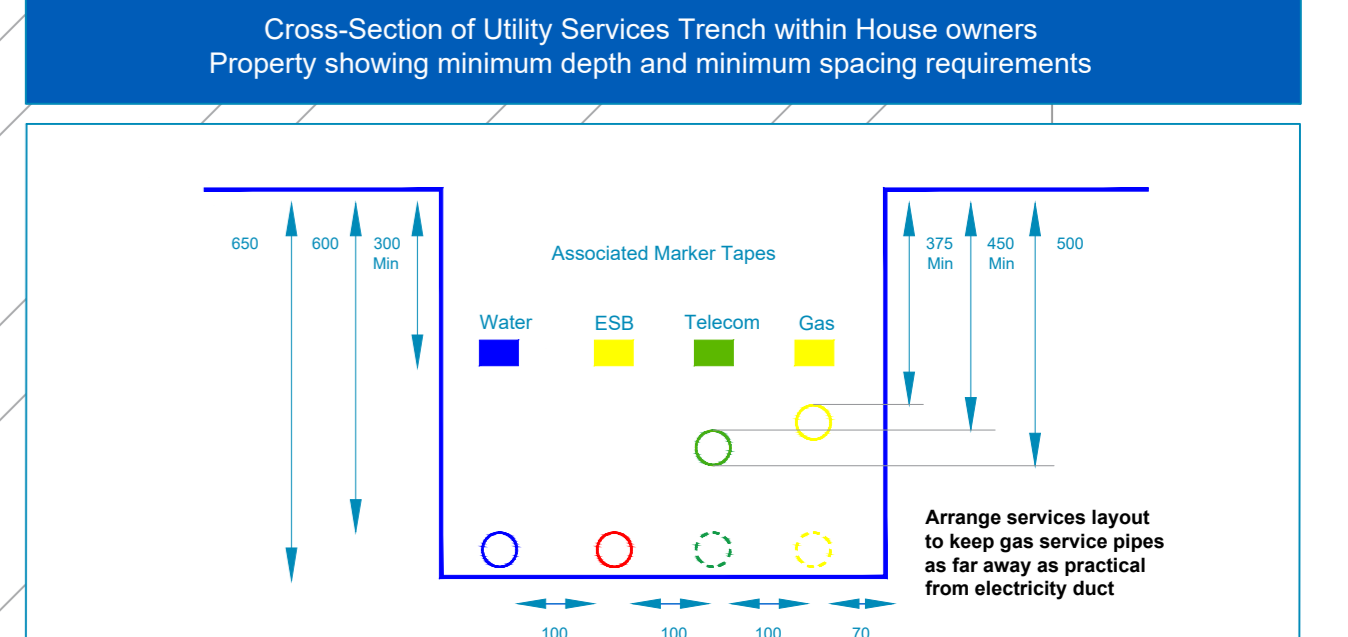 Cross-Section of Utility Services Trench within House owners
Property showing minimum depth and minimum spacing requirements
650
600
300
Min
375
Min
450
Min
500
Associated Marker Tapes
Water
ESB
Telecom
Gas
Arrange services layout
to keep gas service pipes
as far away as practical
from electricity duct
100
100
100
70